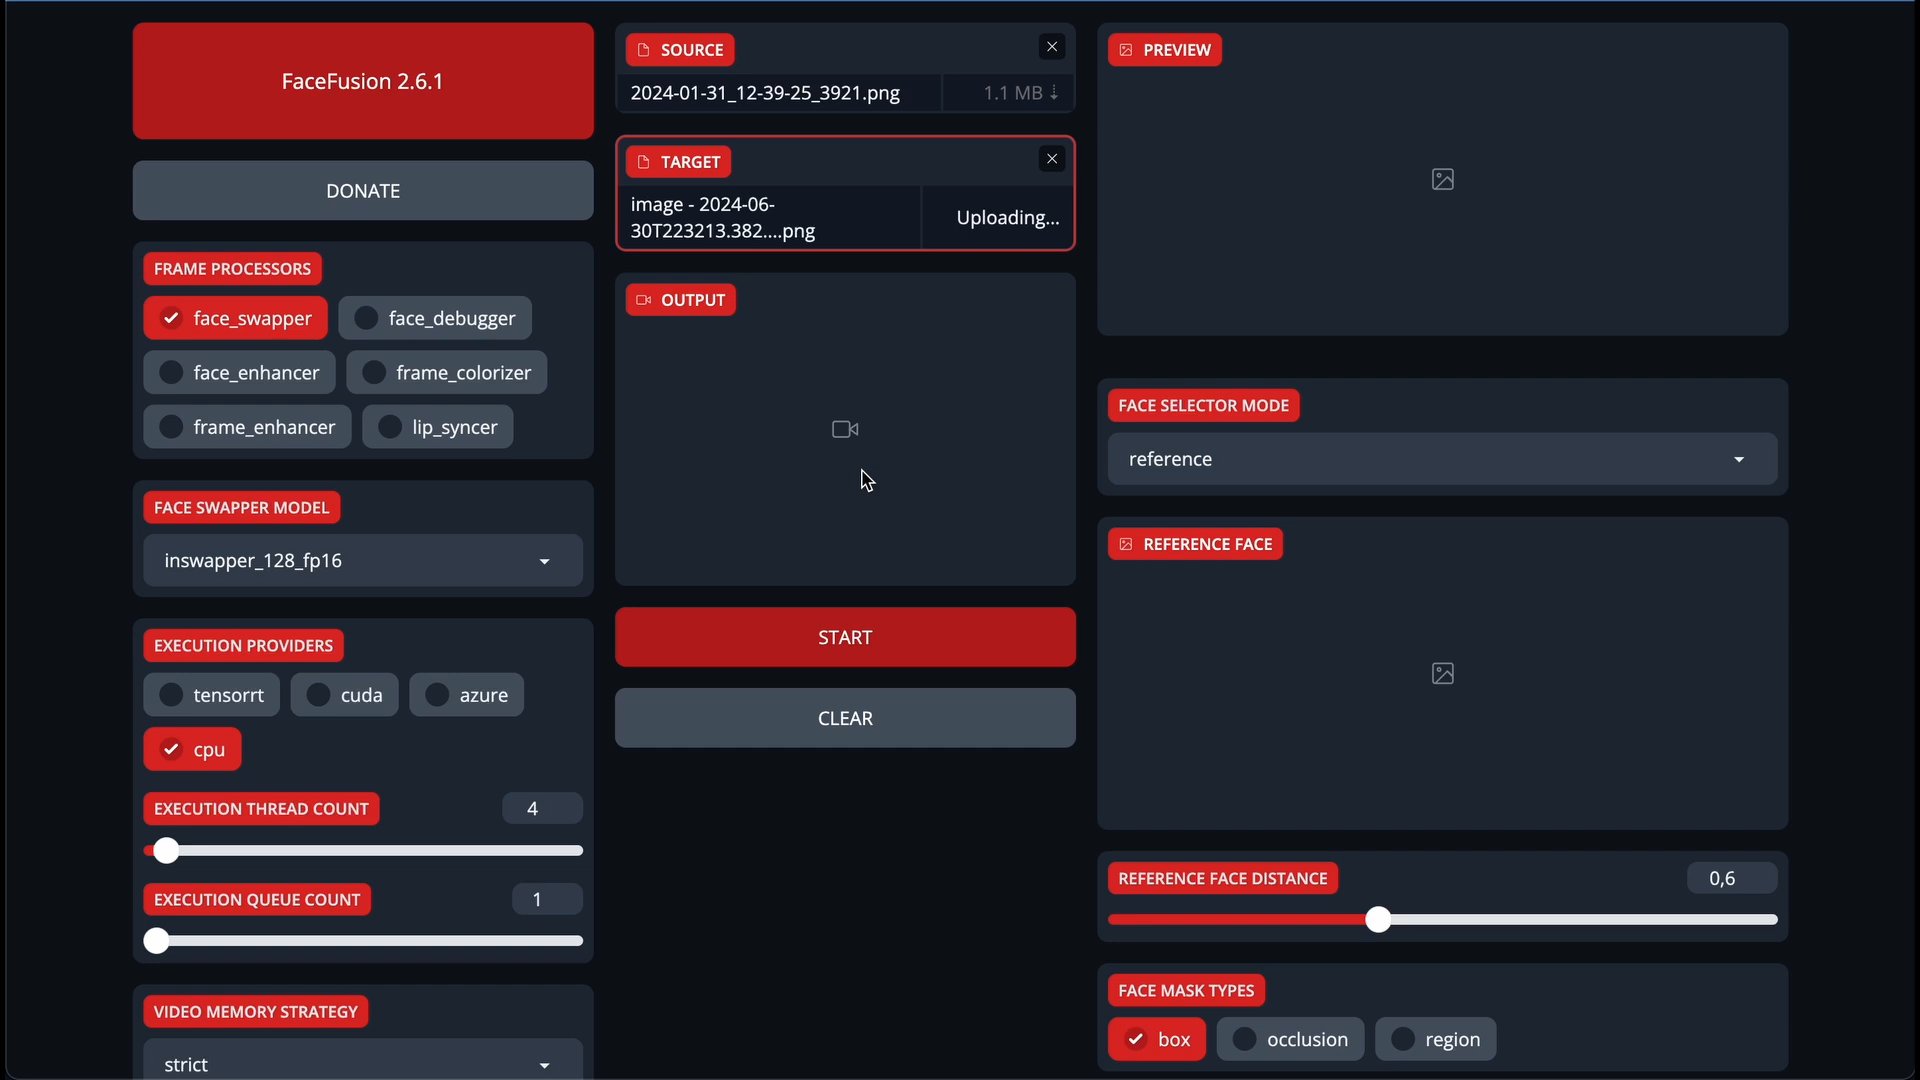 FaceFusion 2.6.1
DONATE
FRAME PROCESSORS
face_swapper
face_debugger
face_enhancer
frame_colorizer
frame_enhancer
lip_syncer
FACE SWAPPER MODEL
inswapper_128_fp16
EXECUTION PROVIDERS
tensorrt
cuda
azure
cpu
EXECUTION THREAD COUNT
4
EXECUTION QUEUE COUNT
1
VIDEO MEMORY STRATEGY
strict
SOURCE
2024-01-31_12-39-25_3921.png
1.1 MB ⇣
TARGET
image - 2024-06-
30T223213.382....png
Uploading...
OUTPUT
START
CLEAR
PREVIEW
FACE SELECTOR MODE
reference
REFERENCE FACE
REFERENCE FACE DISTANCE
0,6
FACE MASK TYPES
box
occlusion
region